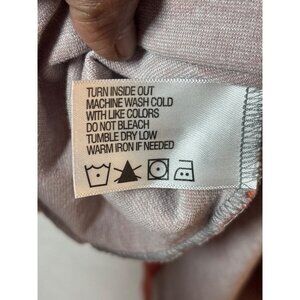 TURN INSIDE OUT
MACHINE WASH COLD
WITH LIKE COLORS
DO NOT BLEACH
TUMBLE DRY LOW
WARM IRON IF NEEDED